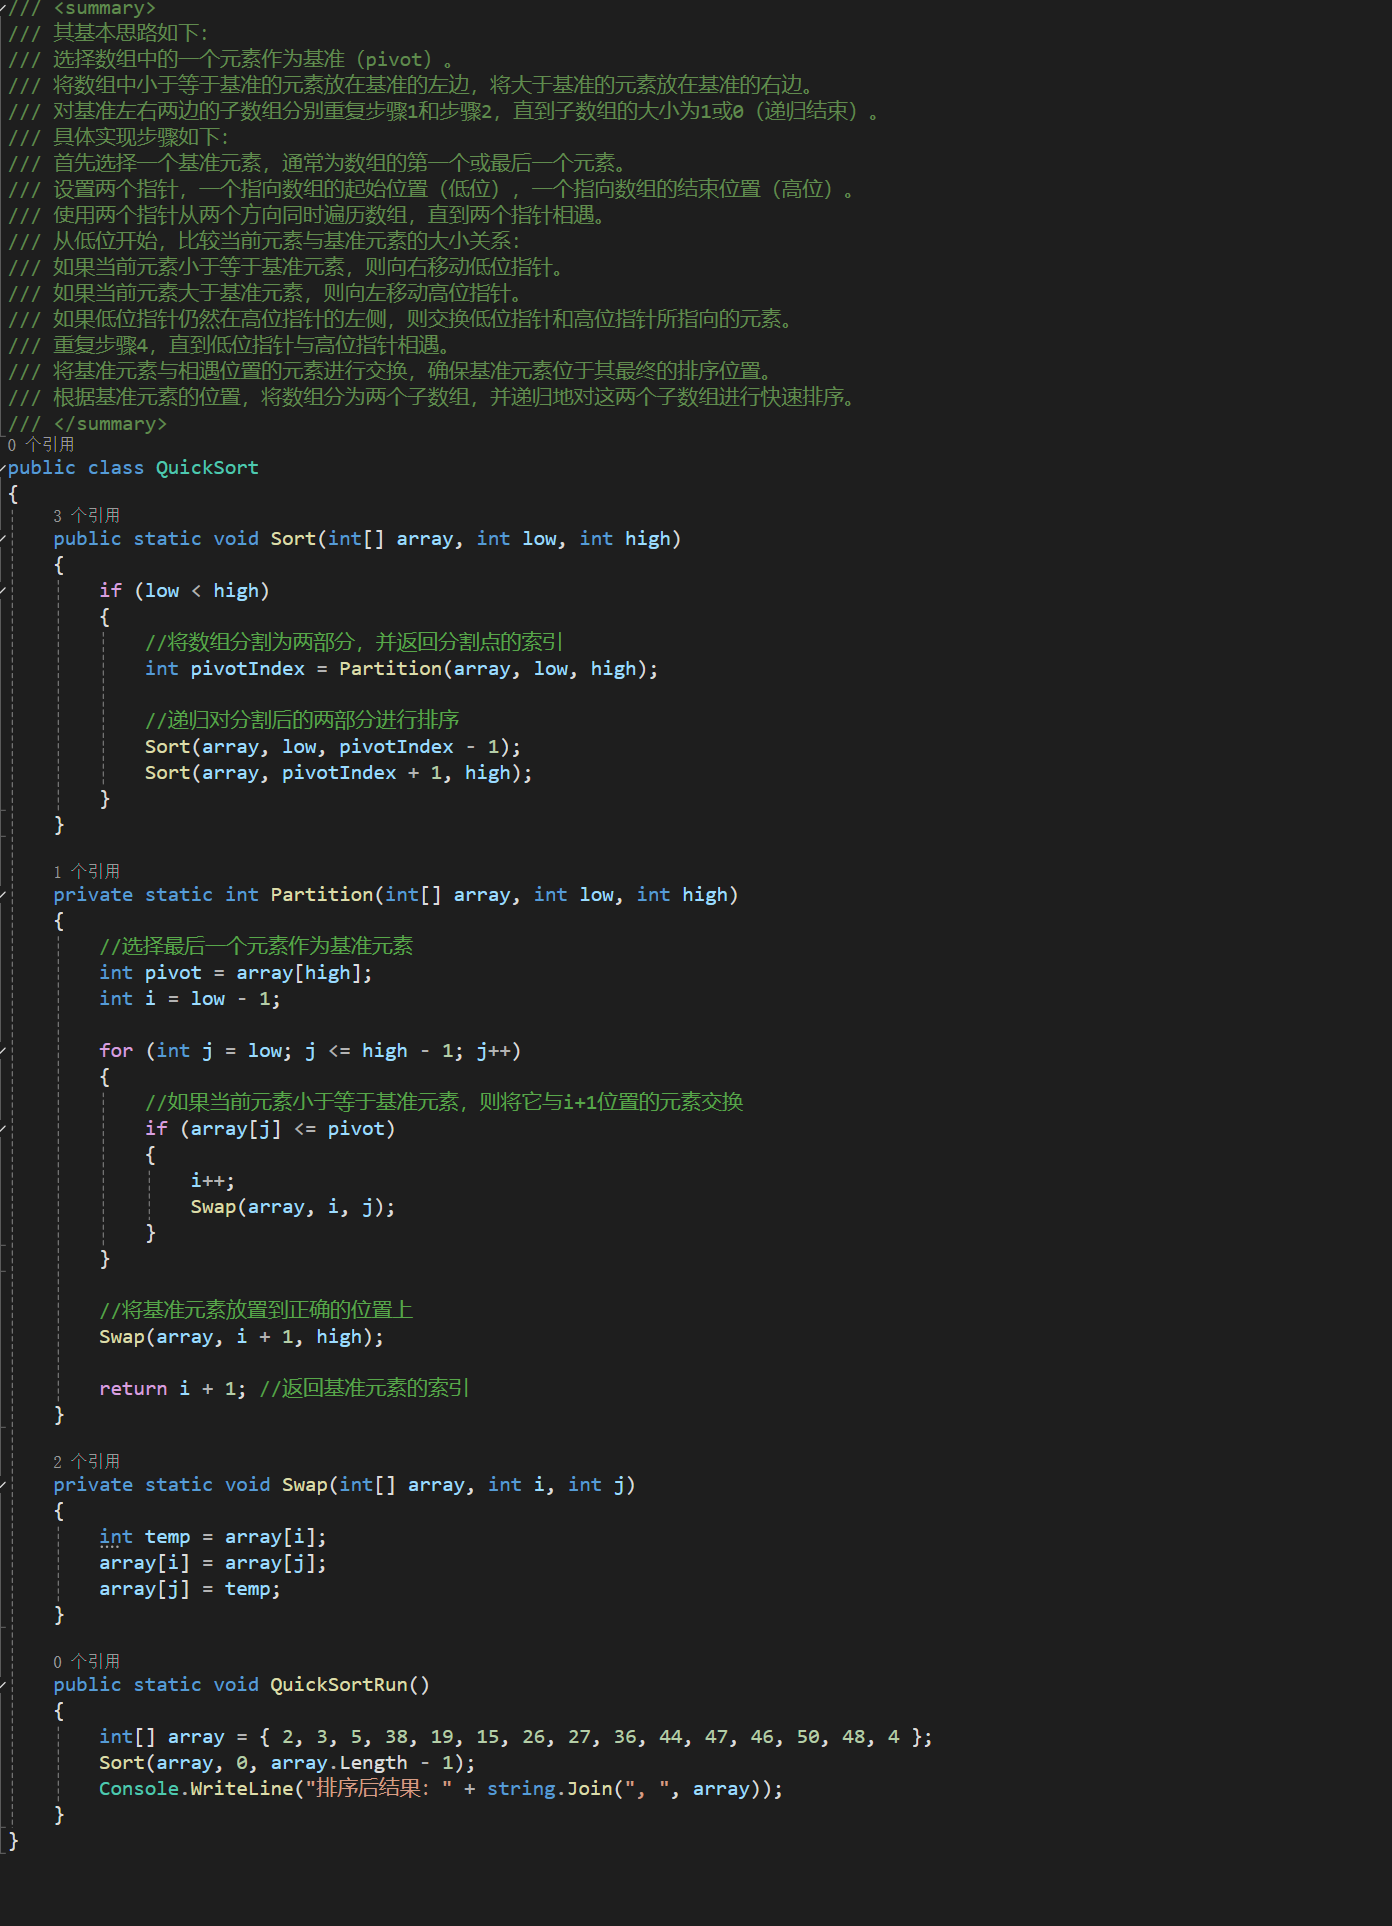 /// <summary>
/// 其基本思路如下：
/// 选择数组中的一个元素作为基准（pivot）。
/// 将数组中小于等于基准的元素放在基准的左边，将大于基准的元素放在基准的右边。
/// 对基准左右两边的子数组分别重复步骤1和步骤2，直到子数组的大小为1或0（递归结束）。
/// 具体实现步骤如下：
/// 首先选择一个基准元素，通常为数组的第一个或最后一个元素。
/// 设置两个指针，一个指向数组的起始位置（低位），一个指向数组的结束位置（高位）。
/// 使用两个指针从两个方向同时遍历数组，直到两个指针相遇。
/// 从低位开始，比较当前元素与基准元素的大小关系：
/// 如果当前元素小于等于基准元素，则向右移动低位指针。
/// 如果当前元素大于基准元素，则向左移动高位指针。
/// 如果低位指针仍然在高位指针的左侧，则交换低位指针和高位指针所指向的元素。
/// 重复步骤4，直到低位指针与高位指针相遇。
/// 将基准元素与相遇位置的元素进行交换，确保基准元素位于其最终的排序位置。
/// 根据基准元素的位置，将数组分为两个子数组，并递归地对这两个子数组进行快速排序。
/// </summary>
0 个引用
public class QuickSort
{
3 个引用
public static void Sort(int[] array, int low, int high)
{
if (low < high)
{
//将数组分割为两部分，并返回分割点的索引
int pivotIndex = Partition(array, low, high);
//递归对分割后的两部分进行排序
Sort(array, low, pivotIndex - 1);
Sort(array, pivotIndex + 1, high);
}
}
1 个引用
private static int Partition(int[] array, int low, int high)
{
//选择最后一个元素作为基准元素
int pivot = array[high];
int i = low - 1;
for (int j = low; j <= high - 1; j++)
{
//如果当前元素小于等于基准元素，则将它与i+1位置的元素交换
if (array[j] <= pivot)
{
i++;
Swap(array, i, j);
}
}
//将基准元素放置到正确的位置上
Swap(array, i + 1, high);
return i + 1; //返回基准元素的索引
}
2 个引用
private static void Swap(int[] array, int i, int j)
{
int temp = array[i];
array[i] = array[j];
array[j] = temp;
}
0 个引用
public static void QuickSortRun()
{
int[] array = { 2, 3, 5, 38, 19, 15, 26, 27, 36, 44, 47, 46, 50, 48, 4 };
Sort(array, 0, array.Length - 1);
Console.WriteLine("排序后结果：" + string.Join(", ", array));
}
}